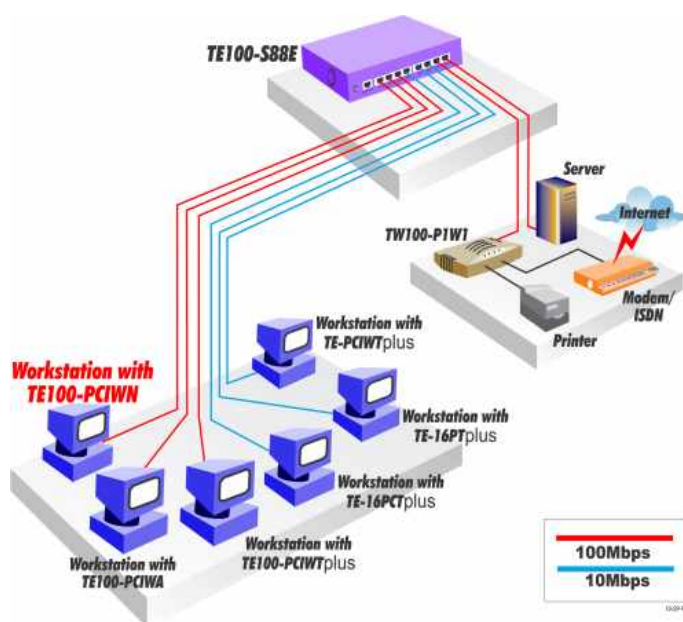 TE100-S88E
Server
Internet
TW100-P1W1
Modem/
ISDN
Printer
Workstation with
TE-PCIWTplus
Workstation with
TE100-PCIWN
Workstation with
TE-16PTplus
Workstation with
TE-16PCTplus
Workstation with
TE100-PCIWTplus
Workstation with
TE100-PCIWA
100Mbps
10Mbps